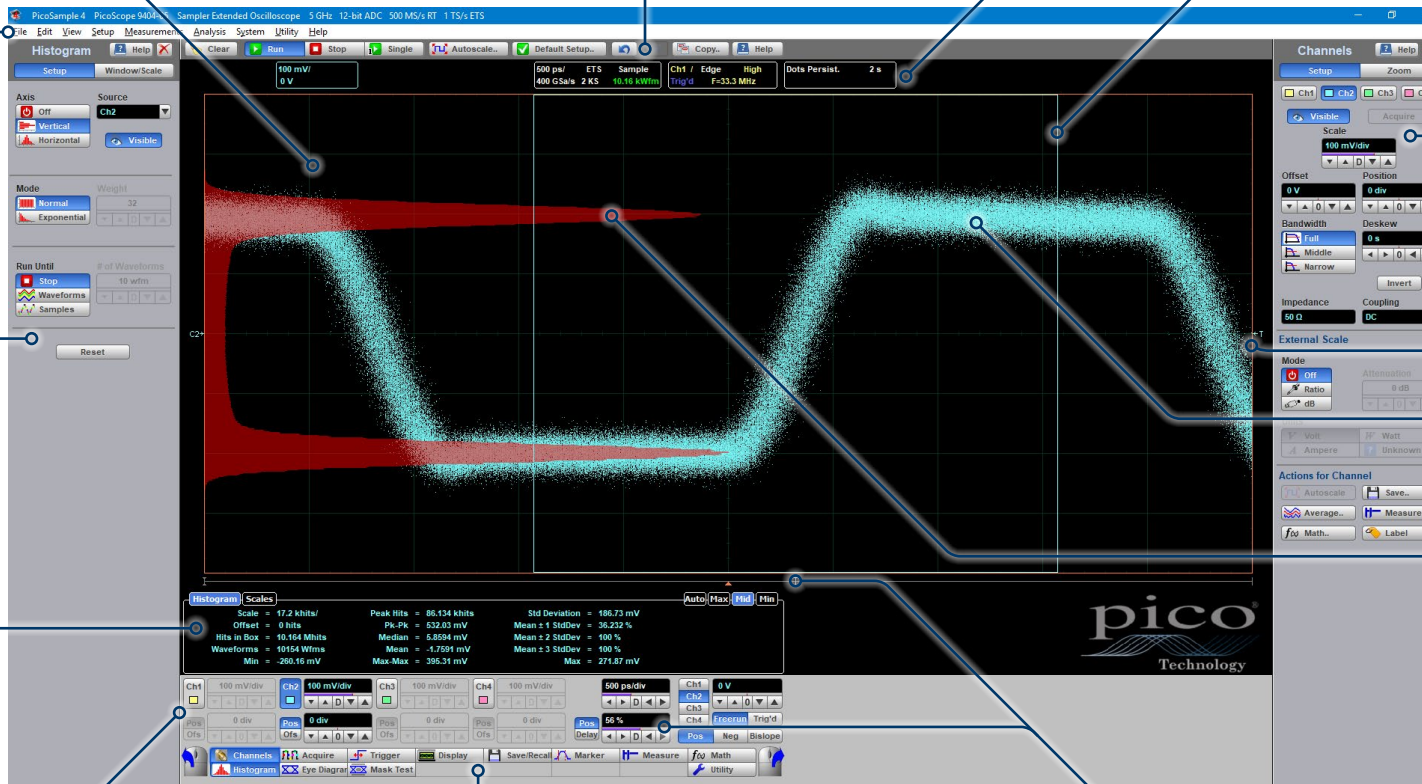 PicoSample 4 PicoScope 9404-05 Sampler Extended Oscilloscope 5 GHz 12-bit ADC 500 MS/s RT 1 TS/s ETS
File Edit View Setup Measurements Analysis System Utility Help
Histogram Help
Clear Run Stop Single Autoscale.. Default Setup.. Copy.. Help
Channels Help
Setup Window/Scale
100 mV/
0 V
500 ps/ ETS Sample
400 GSa/s 2 KS 10.16 kWfm
Ch1 / Edge High
Trig'd F=33.3 MHz
Dots Persist. 2 s
Setup Zoom
Axis Source
Off Ch2
Vertical
Horizontal Visible
Mode Weight
Normal 32
Exponential
Run Until # of Waveforms
Stop 10 wfm
Waveforms
Samples
Reset
C2
T
Ch1 Ch2 Ch3
Visible Acquire
Scale
100 mV/div
D
Offset Position
0 V 0 div
0 0
Bandwidth Deskew
Full 0 s
Middle 0
Narrow
Invert
Impedance Coupling
50 Ω DC
External Scale
Mode Attenuation
Off 0 dB
Ratio
dB
Volt Watt
Ampere Unknown
Actions for Channel
Autoscale Save..
Average.. Measure
f(x) Math.. Label
Histogram Scales Auto Max Mid Min
Scale = 17.2 khits/ Peak Hits = 86.134 khits Std Deviation = 186.73 mV
Offset = 0 hits Pk-Pk = 532.03 mV Mean ± 1 StdDev = 36.232 %
Hits in Box = 10.164 Mhits Median = 5.8594 mV Mean ± 2 StdDev = 100 %
Waveforms = 10154 Wfms Mean = -1.7591 mV Mean ± 3 StdDev = 100 %
Min = -260.16 mV Max-Max = 395.31 mV Max = 271.87 mV
pico
Technology
Ch1 100 mV/div Ch2 100 mV/div Ch3 100 mV/div Ch4 100 mV/div 500 ps/div Ch1 0 V
D D D D D Ch2 0
Ch3
Pos 0 div Pos 0 div Pos 0 div Pos 0 div Pos 56 % Ch4 Freerun Trig'd
Ofs 0 Ofs 0 Ofs 0 Ofs 0 Delay D Pos Neg Bislope
Channels Acquire Trigger Display Save/Recall Marker Measure f(x) Math
Histogram Eye Diagram Mask Test Utility